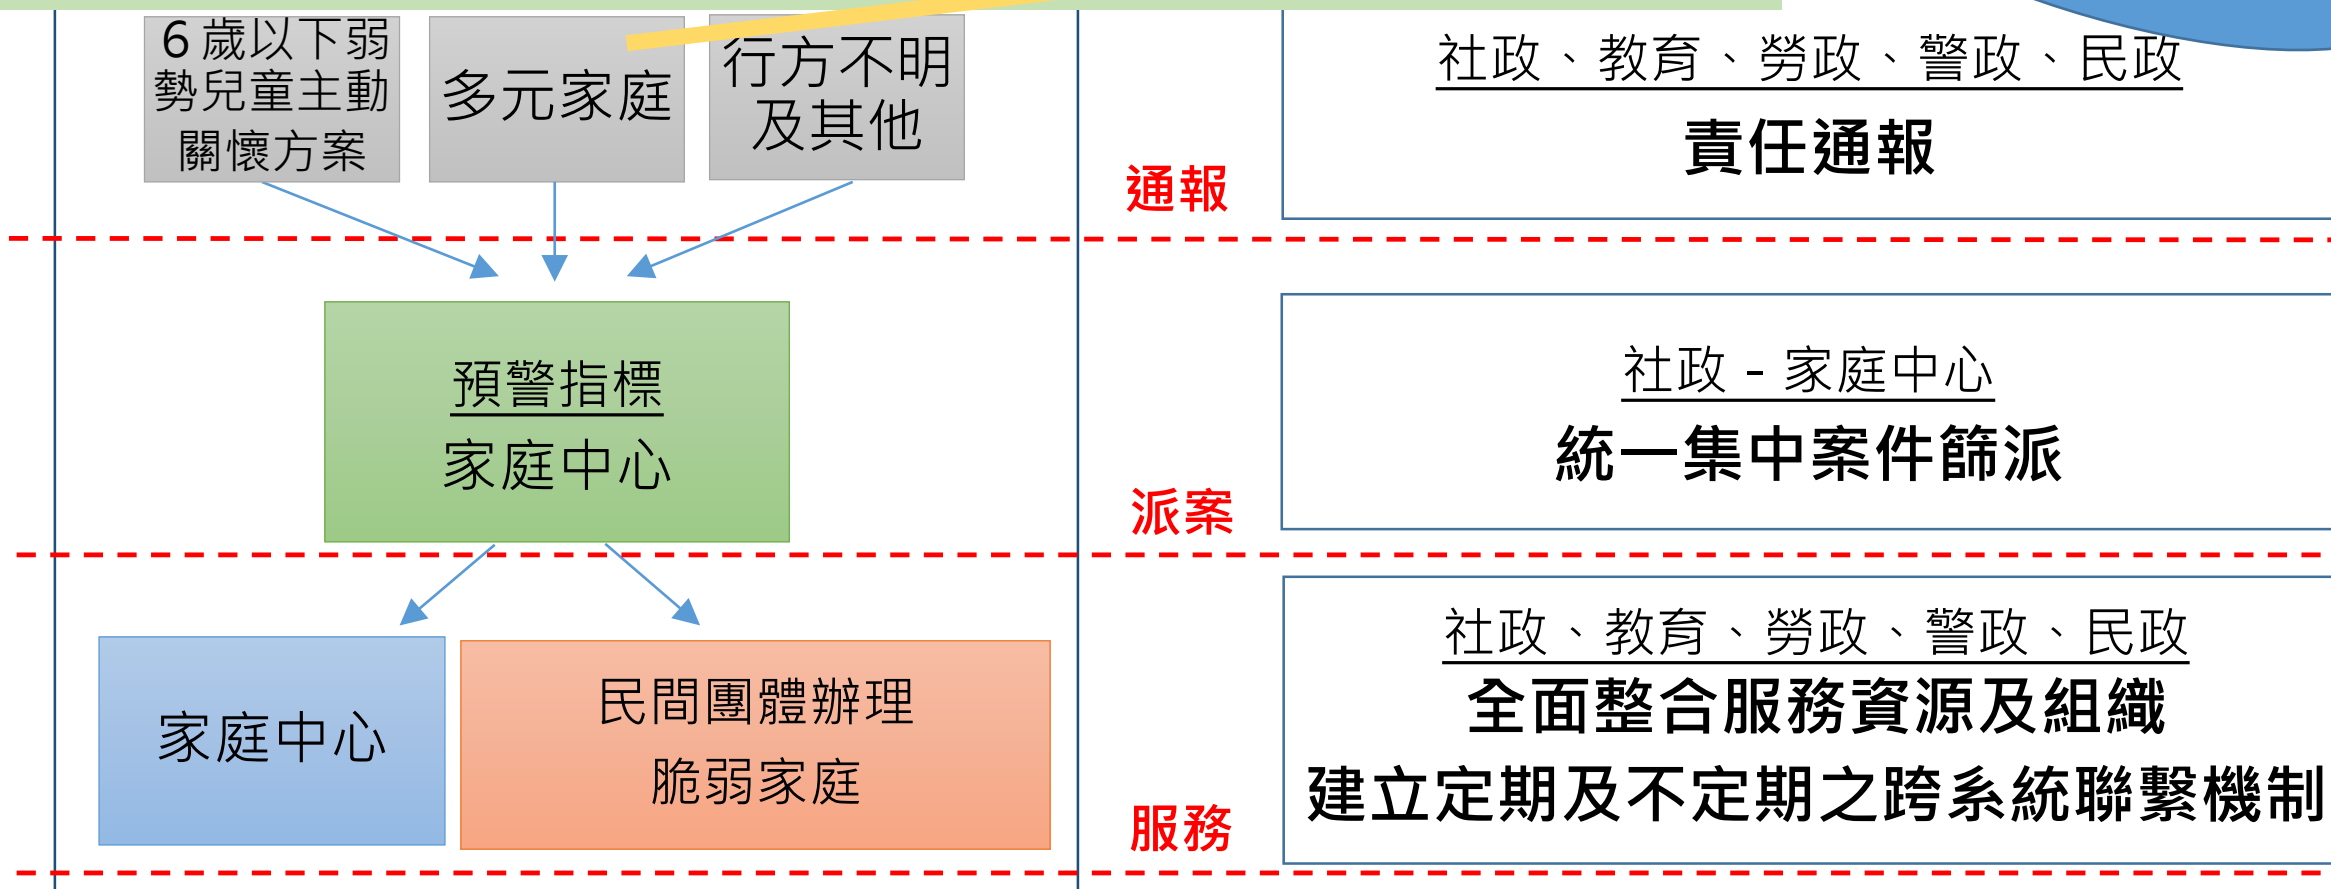 6歲以下弱
勢兒童主動
關懷方案
多元家庭
行方不明
及其他
通報
社政、教育、勞政、警政、民政
責任通報
預警指標
家庭中心
派案
社政 - 家庭中心
統一集中案件篩派
家庭中心
民間團體辦理
脆弱家庭
服務
社政、教育、勞政、警政、民政
全面整合服務資源及組織
建立定期及不定期之跨系統聯繫機制